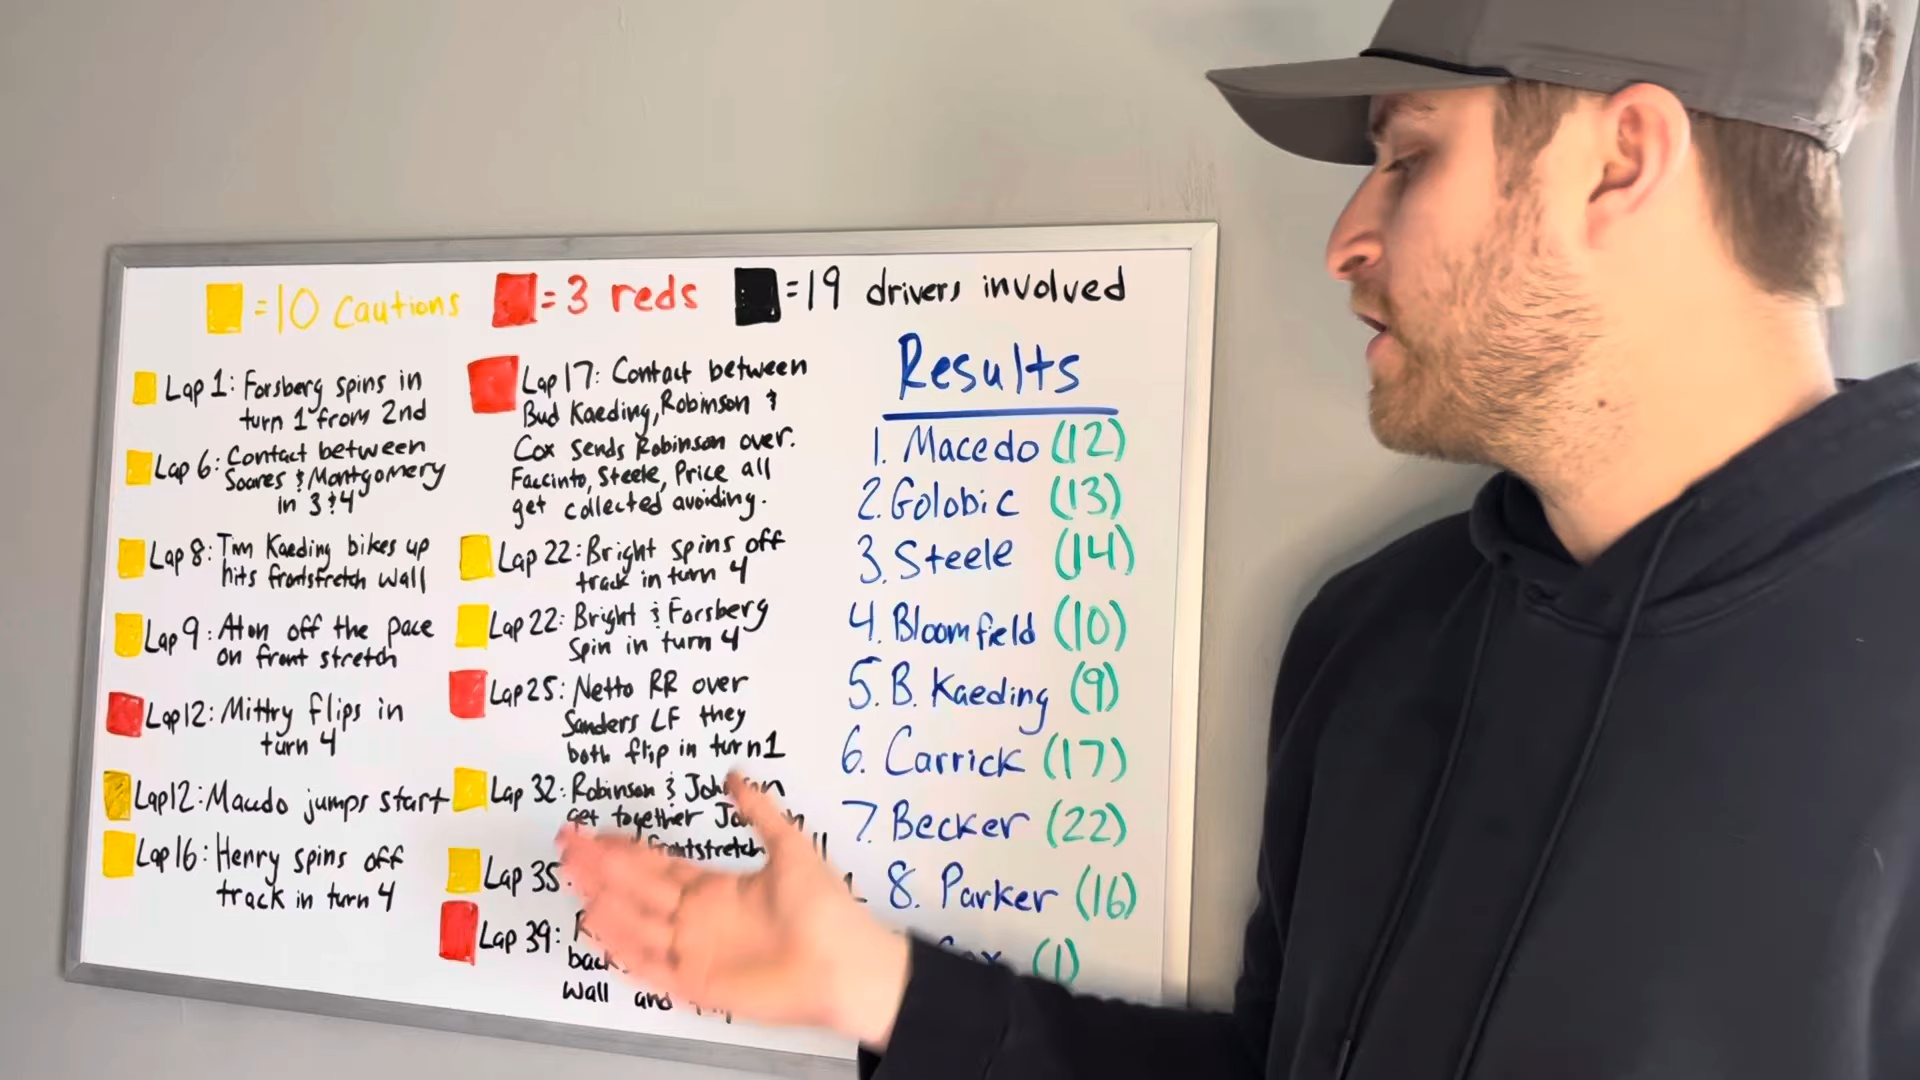 =10 cautions =3 reds =19 drivers involved
Lap 1: Forsberg spins in
turn 1 from 2nd
Lap 6: Contact between
Soares & Montgomery
in 3&4
Lap 8: Tim Kaeding bikes up
hits frontstretch wall
Lap 9: Aton off the pace
on front stretch
Lap 12: Mittry flips in
turn 4
Lap 12: Macedo jumps start
Lap 16: Henry spins off
track in turn 4
Lap 17: Contact between
Bud Kaeding, Robinson &
Cox sends Robinson over.
Faccinto, Steele, Price all
get collected avoiding.
Lap 22: Bright spins off
track in turn 4
Lap 22: Bright & Forsberg
Spin in turn 4
Lap 25: Netto RR over
Sanders LF they
both flip in turn 1
Lap 32: Robinson & Johnson
get together
frontstretch
Lap 35:
Lap 39:
wall and
Results
1. Macedo (12)
2. Golobic (13)
3. Steele (14)
4. Bloomfield (10)
5. B. Kaeding (9)
6. Carrick (17)
7. Becker (22)
8. Parker (16)
(1)